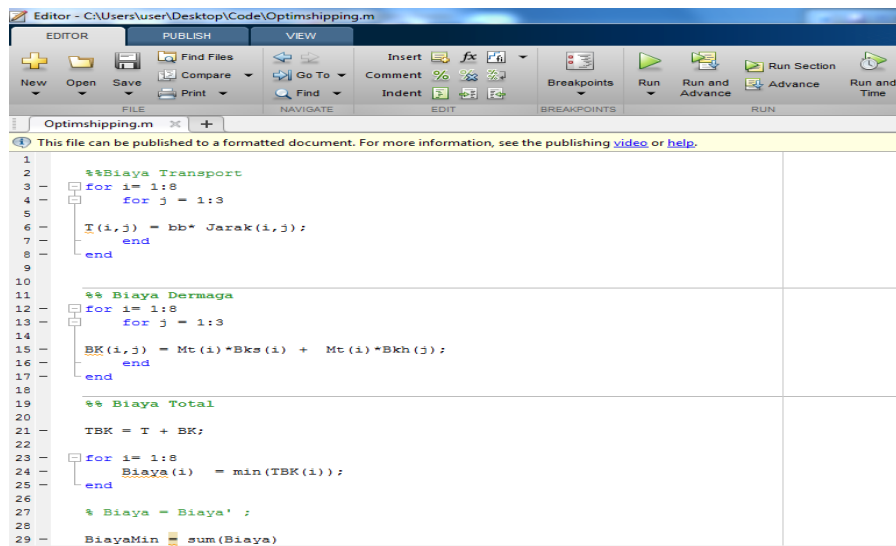 Editor - C:\Users\user\Desktop\Code\Optimshipping.m
EDITOR PUBLISH VIEW
New Open Save Find Files Compare Print
Go To Find
Insert fx
Comment % %
Indent
Breakpoints Run Run and Advance Run Section Advance Run and Time
FILE NAVIGATE EDIT BREAKPOINTS RUN
Optimshipping.m × +
This file can be published to a formatted document. For more information, see the publishing video or help.
1
2 %%Biaya Transport
3 – for i= 1:8
4 – for j = 1:3
5
6 – T(i,j) = bb* Jarak(i,j);
7 – end
8 – end
9
10
11 %% Biaya Dermaga
12 – for i= 1:8
13 – for j = 1:3
14
15 – BK(i,j) = Mt(i)*Bks(i) + Mt(i)*Bkh(j);
16 – end
17 – end
18
19 %% Biaya Total
20
21 – TBK = T + BK;
22
23 – for i= 1:8
24 – Biaya(i) = min(TBK(i));
25 – end
26
27 % Biaya = Biaya' ;
28
29 – BiayaMin = sum(Biaya)